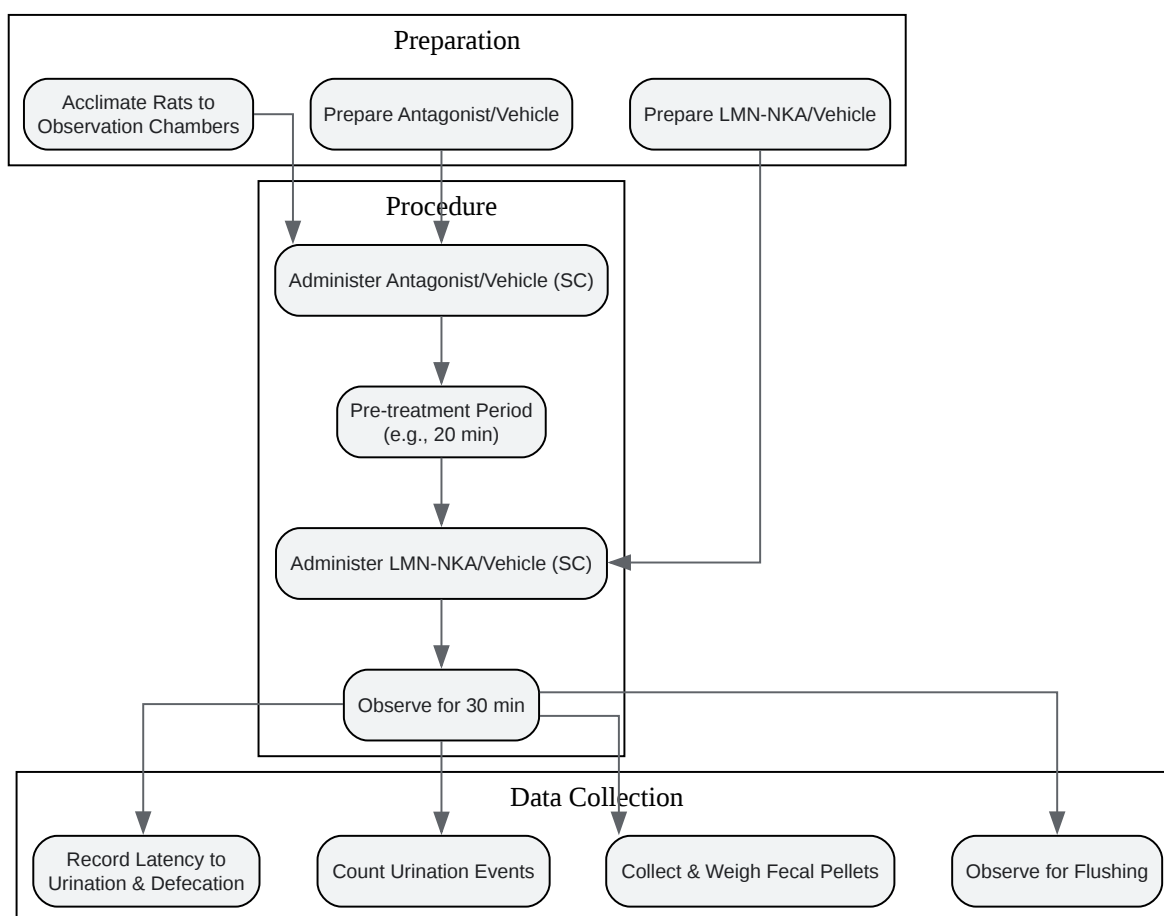 Preparation
Acclimate Rats to
Observation Chambers
Prepare Antagonist/Vehicle
Prepare LMN-NKA/Vehicle
Procedure
Administer Antagonist/Vehicle (SC)
Pre-treatment Period
(e.g., 20 min)
Administer LMN-NKA/Vehicle (SC)
Observe for 30 min
Data Collection
Record Latency to
Urination & Defecation
Count Urination Events
Collect & Weigh Fecal Pellets
Observe for Flushing